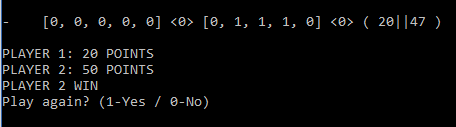 -    [0, 0, 0, 0, 0] <0> [0, 1, 1, 1, 0] <0> ( 20||47 )
PLAYER 1: 20 POINTS
PLAYER 2: 50 POINTS
PLAYER 2 WIN
Play again? (1-Yes / 0-No)